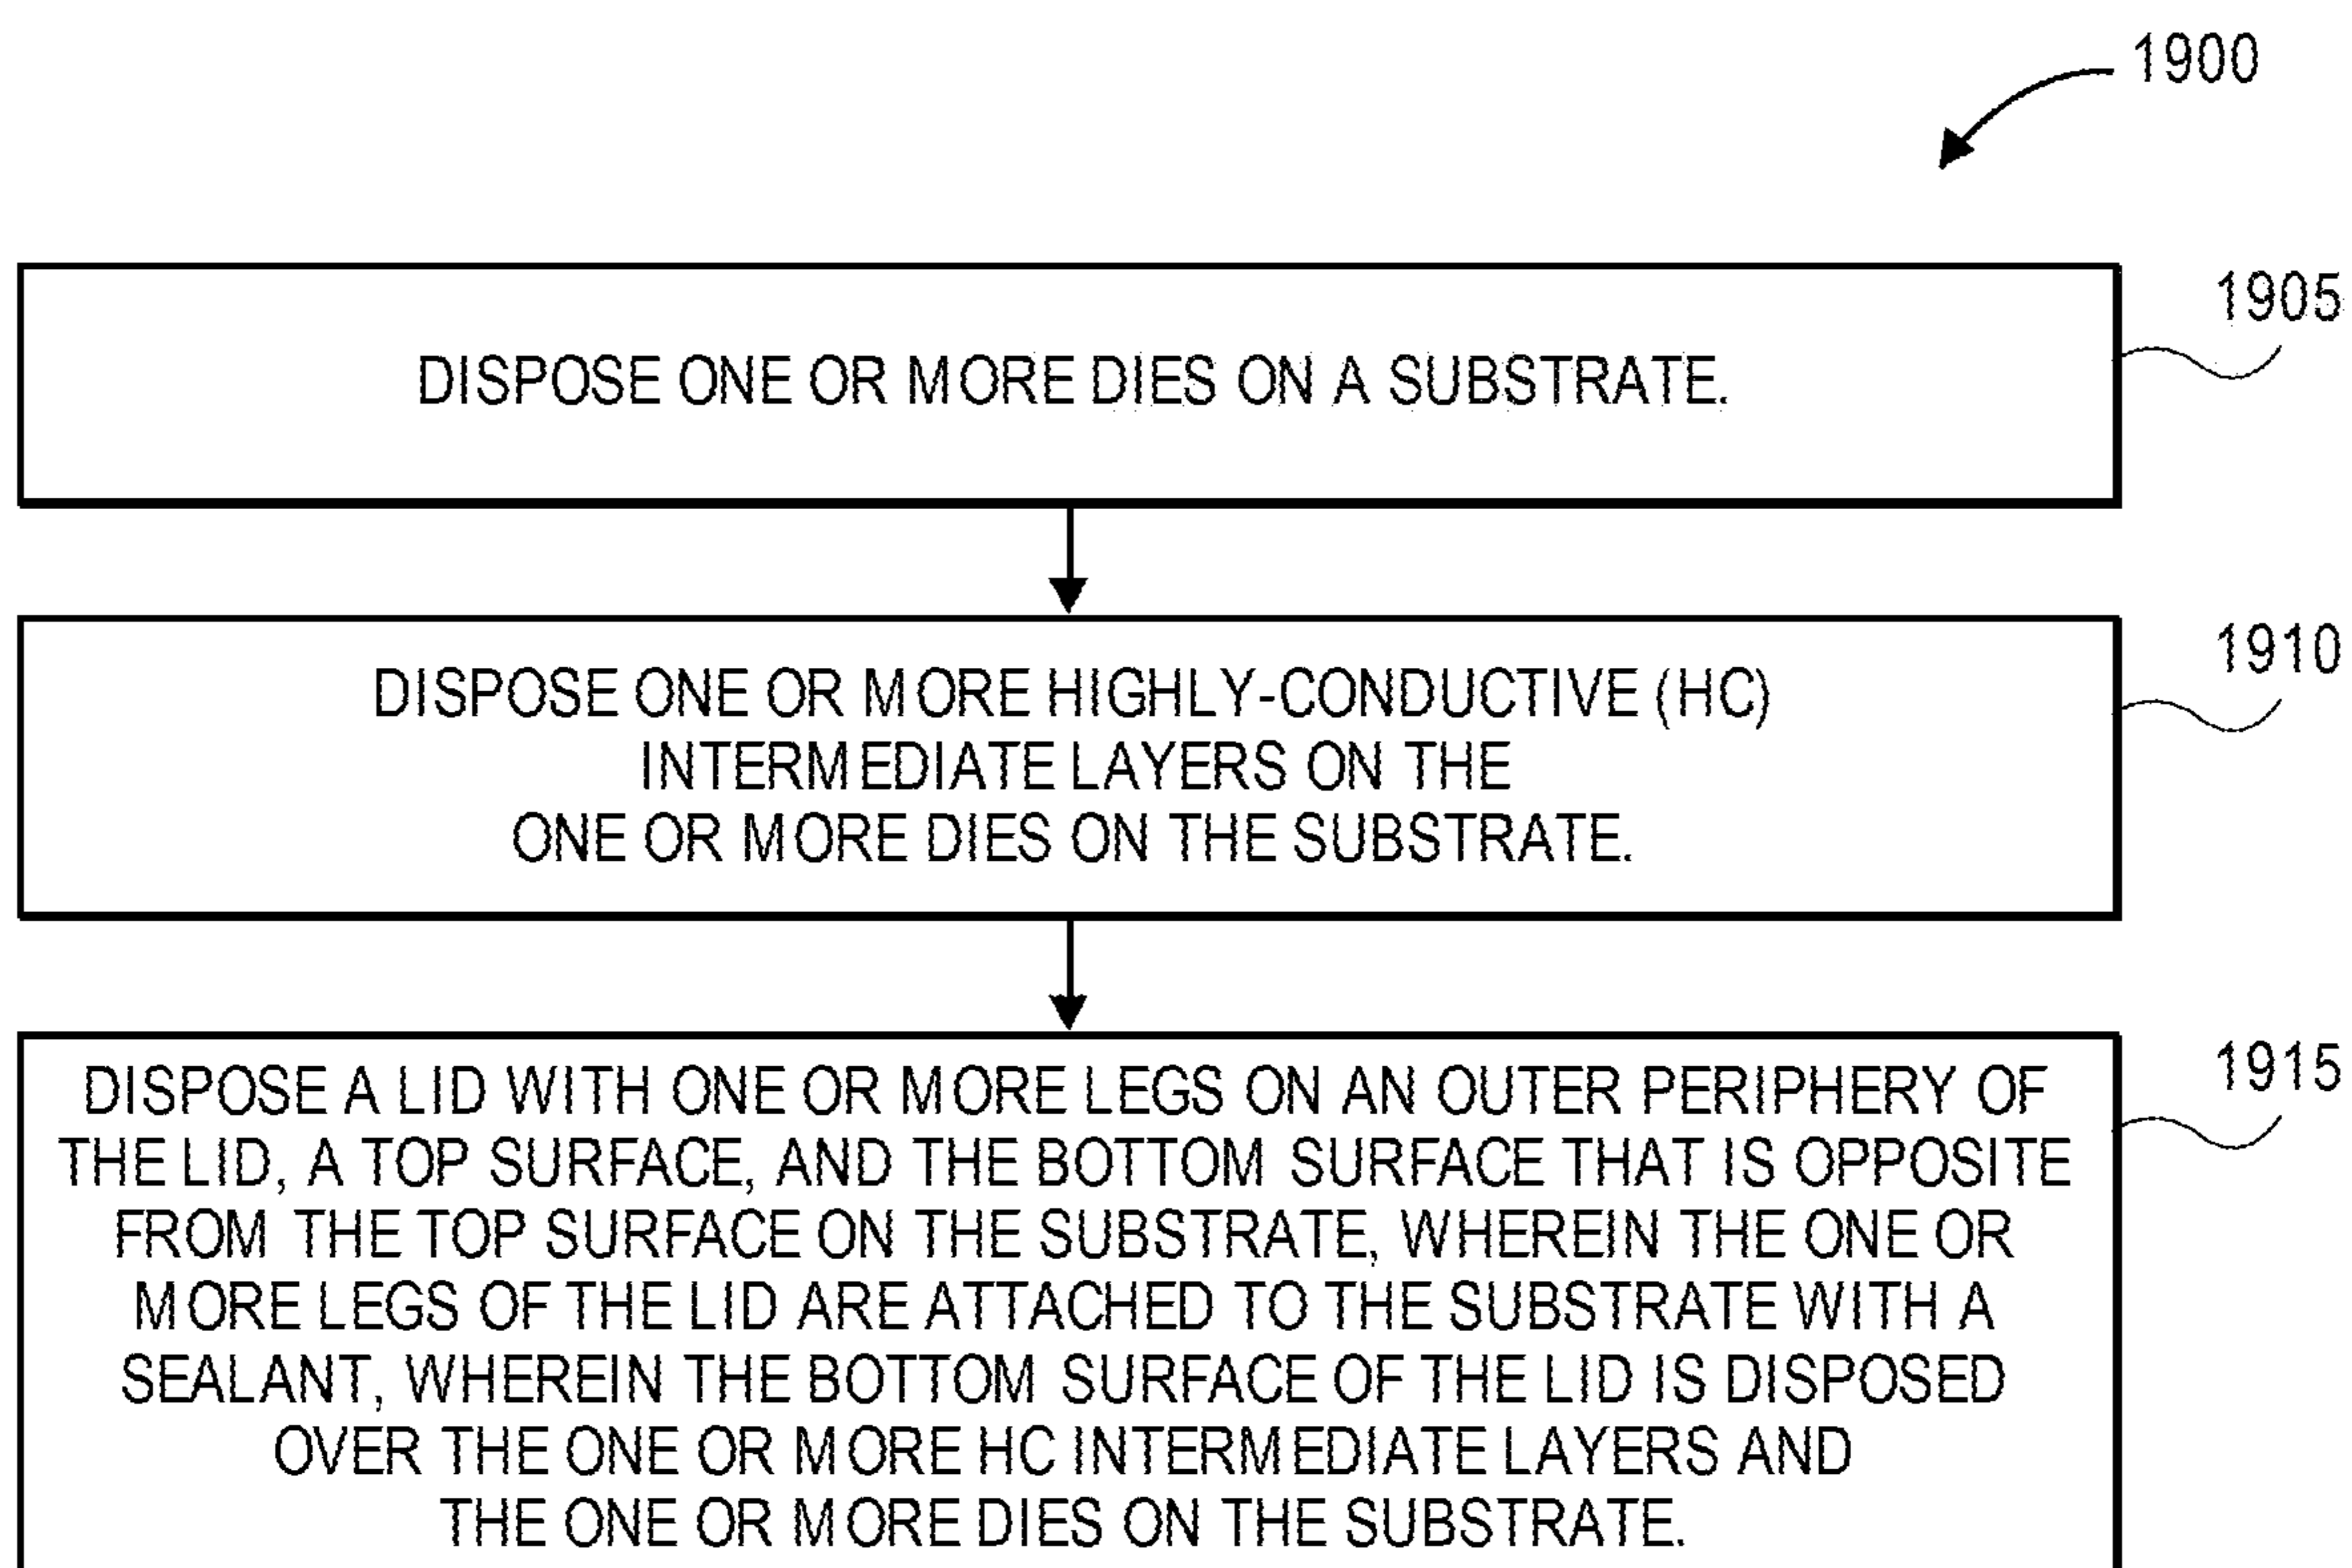 1900
1905
DISPOSE ONE OR MORE DIES ON A SUBSTRATE.
1910
DISPOSE ONE OR MORE HIGHLY-CONDUCTIVE (HC)
INTERMEDIATE LAYERS ON THE
ONE OR MORE DIES ON THE SUBSTRATE.
1915
DISPOSE A LID WITH ONE OR MORE LEGS ON AN OUTER PERIPHERY OF
THE LID, A TOP SURFACE, AND THE BOTTOM SURFACE THAT IS OPPOSITE
FROM THE TOP SURFACE ON THE SUBSTRATE, WHEREIN THE ONE OR
MORE LEGS OF THE LID ARE ATTACHED TO THE SUBSTRATE WITH A
SEALANT, WHEREIN THE BOTTOM SURFACE OF THE LID IS DISPOSED
OVER THE ONE OR MORE HC INTERMEDIATE LAYERS AND
THE ONE OR MORE DIES ON THE SUBSTRATE.